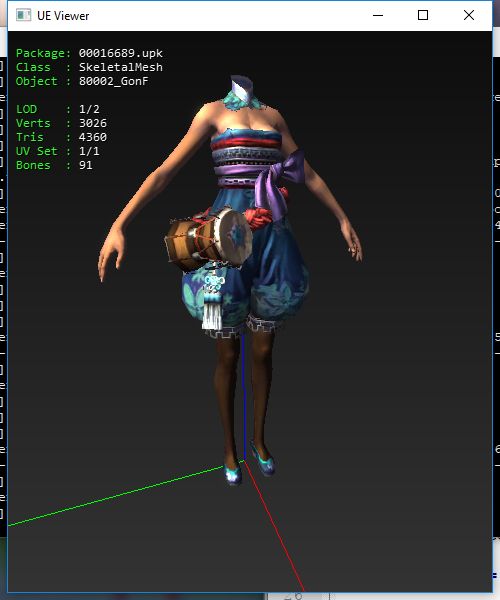 UE Viewer
Package: 00016689.upk
Class : SkeletalMesh
Object : 80002_GonF
LOD : 1/2
Verts : 3026
Tris : 4360
UV Set : 1/1
Bones : 91
26